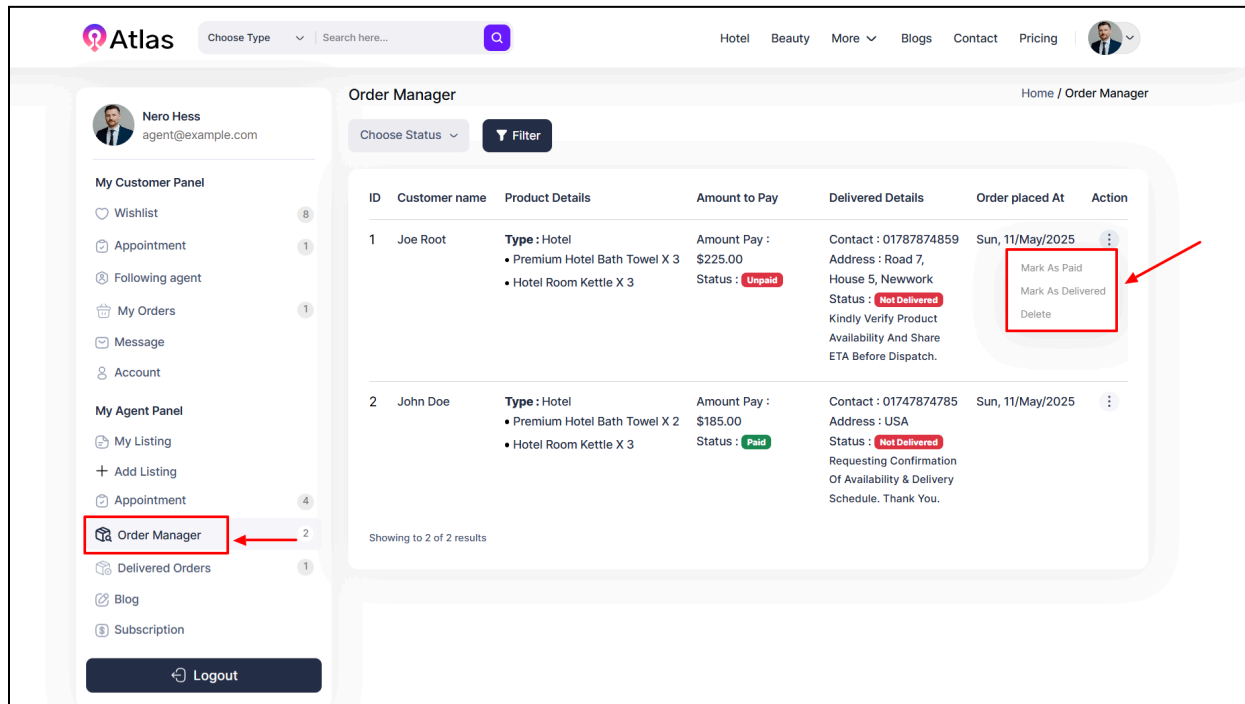 Atlas
Choose Type
Search here...
Hotel
Beauty
More
Blogs
Contact
Pricing
Nero Hess
agent@example.com
My Customer Panel
Wishlist
8
Appointment
1
Following agent
My Orders
1
Message
Account
My Agent Panel
My Listing
Add Listing
Appointment
4
Order Manager
2
Delivered Orders
1
Blog
Subscription
Logout
Order Manager
Home / Order Manager
Choose Status
Filter
ID
Customer name
Product Details
Amount to Pay
Delivered Details
Order placed At
Action
1
Joe Root
Type : Hotel
• Premium Hotel Bath Towel X 3
• Hotel Room Kettle X 3
Amount Pay :
$225.00
Status : Unpaid
Contact : 01787874859
Address : Road 7,
House 5, Newwork
Status : Not Delivered
Kindly Verify Product
Availability And Share
ETA Before Dispatch.
Sun, 11/May/2025
Mark As Paid
Mark As Delivered
Delete
2
John Doe
Type : Hotel
• Premium Hotel Bath Towel X 2
• Hotel Room Kettle X 3
Amount Pay :
$185.00
Status : Paid
Contact : 01747874785
Address : USA
Status : Not Delivered
Requesting Confirmation
Of Availability & Delivery
Schedule. Thank You.
Sun, 11/May/2025
Showing to 2 of 2 results